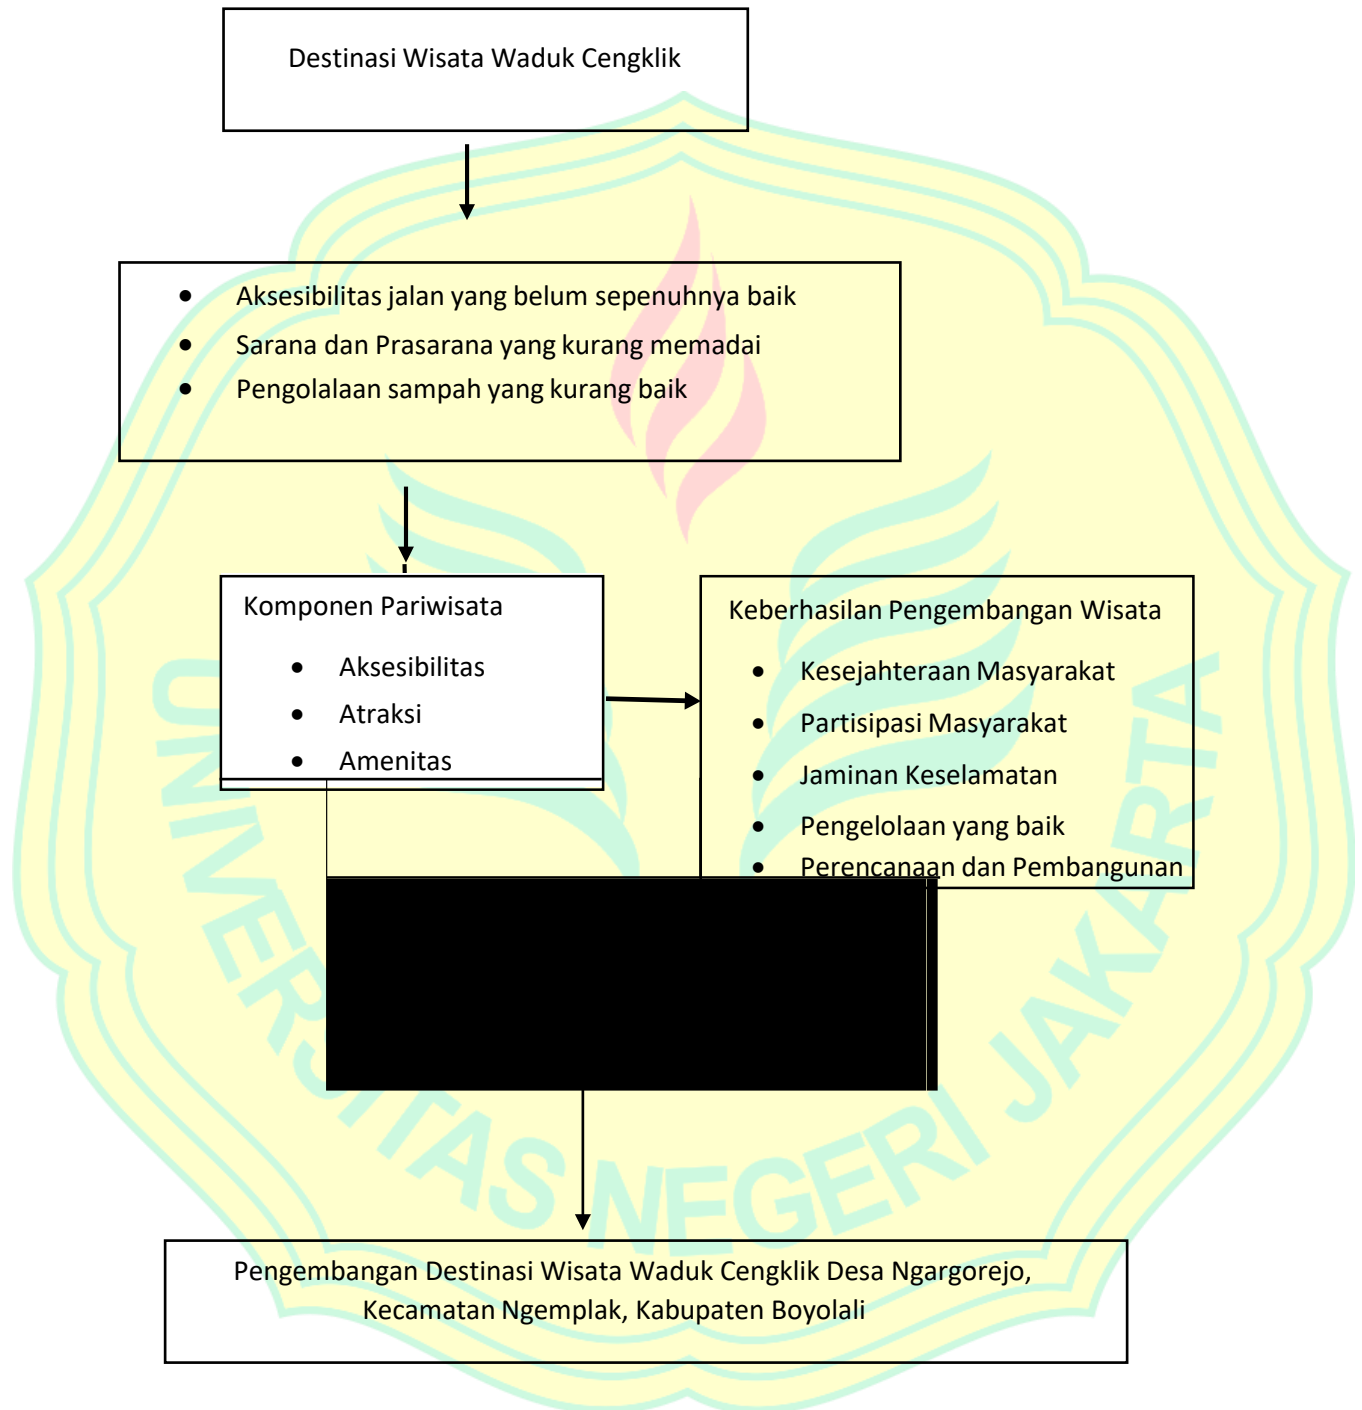 Destinasi Wisata Waduk Cengklik
• Aksesibilitas jalan yang belum sepenuhnya baik
• Sarana dan Prasarana yang kurang memadai
• Pengolalaan sampah yang kurang baik
Komponen Pariwisata
• Aksesibilitas
• Atraksi
• Amenitas
Keberhasilan Pengembangan Wisata
• Kesejahteraan Masyarakat
• Partisipasi Masyarakat
• Jaminan Keselamatan
• Pengelolaan yang baik
• Perencanaan dan Pembangunan
Pengembangan Destinasi Wisata Waduk Cengklik Desa Ngargorejo,
Kecamatan Ngemplak, Kabupaten Boyolali
UNIVERSITAS NEGERI JAKARTA